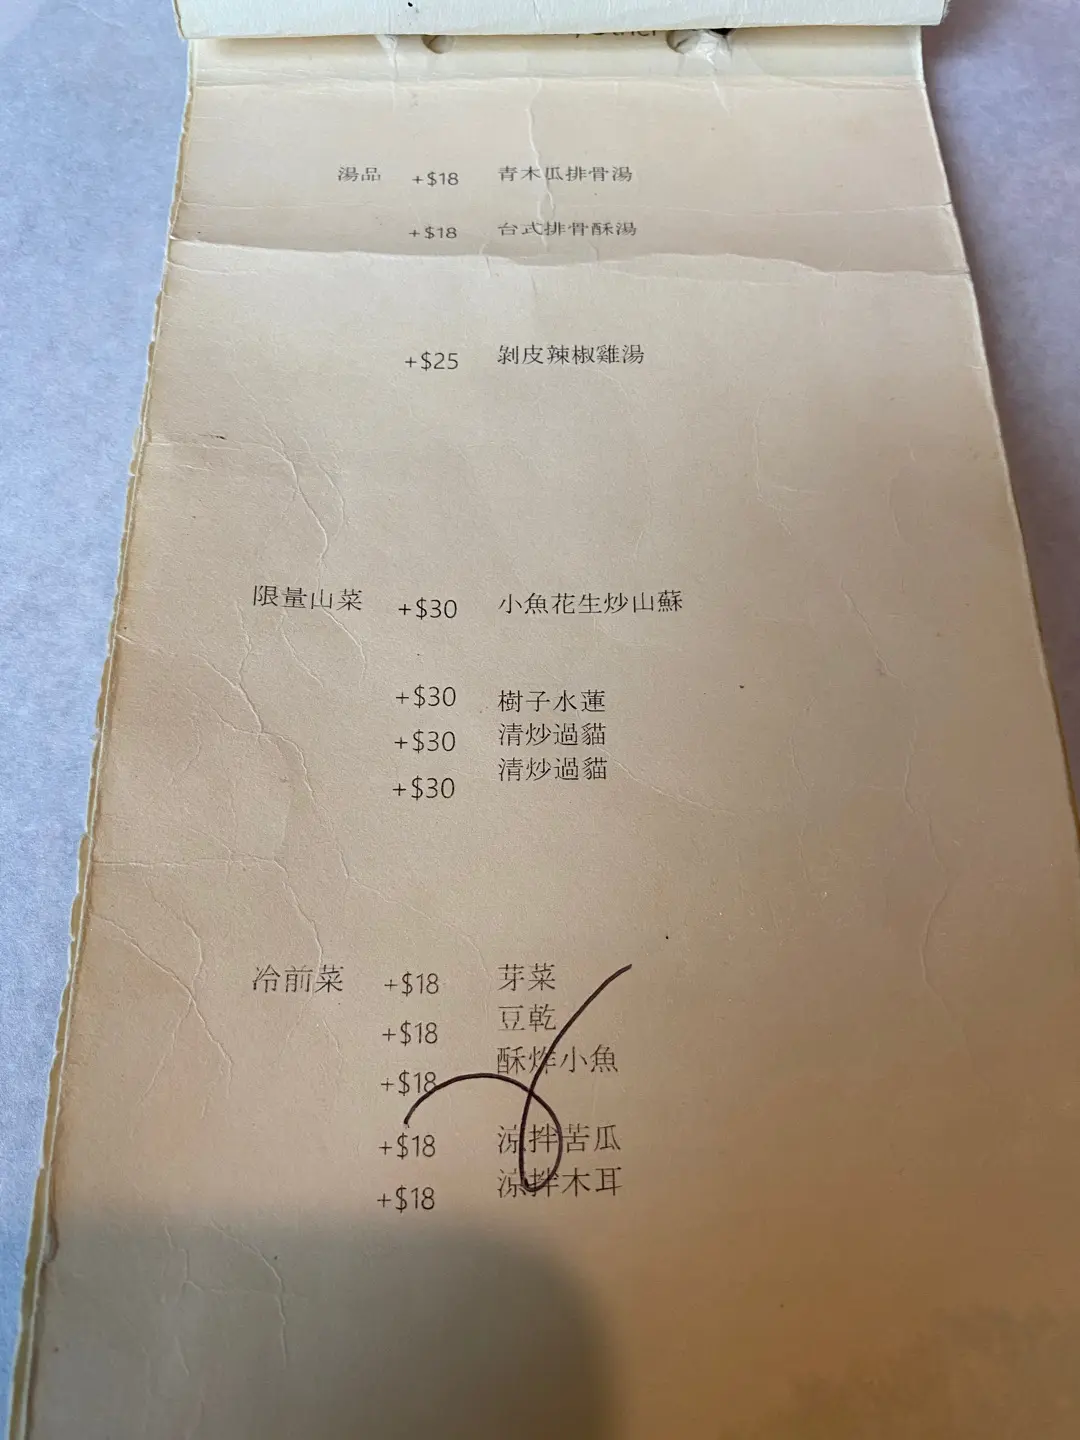 湯品 +$18 青木瓜排骨湯
+$18 台式排骨酥湯
+$25 剝皮辣椒雞湯
限量山菜 +$30 小魚花生炒山蘇
+$30 樹子水蓮
+$30 清炒過貓
+$30 清炒過貓
冷前菜 +$18 芽菜
+$18 豆乾
+$18 酥炸小魚
+$18 涼拌苦瓜
+$18 涼拌木耳